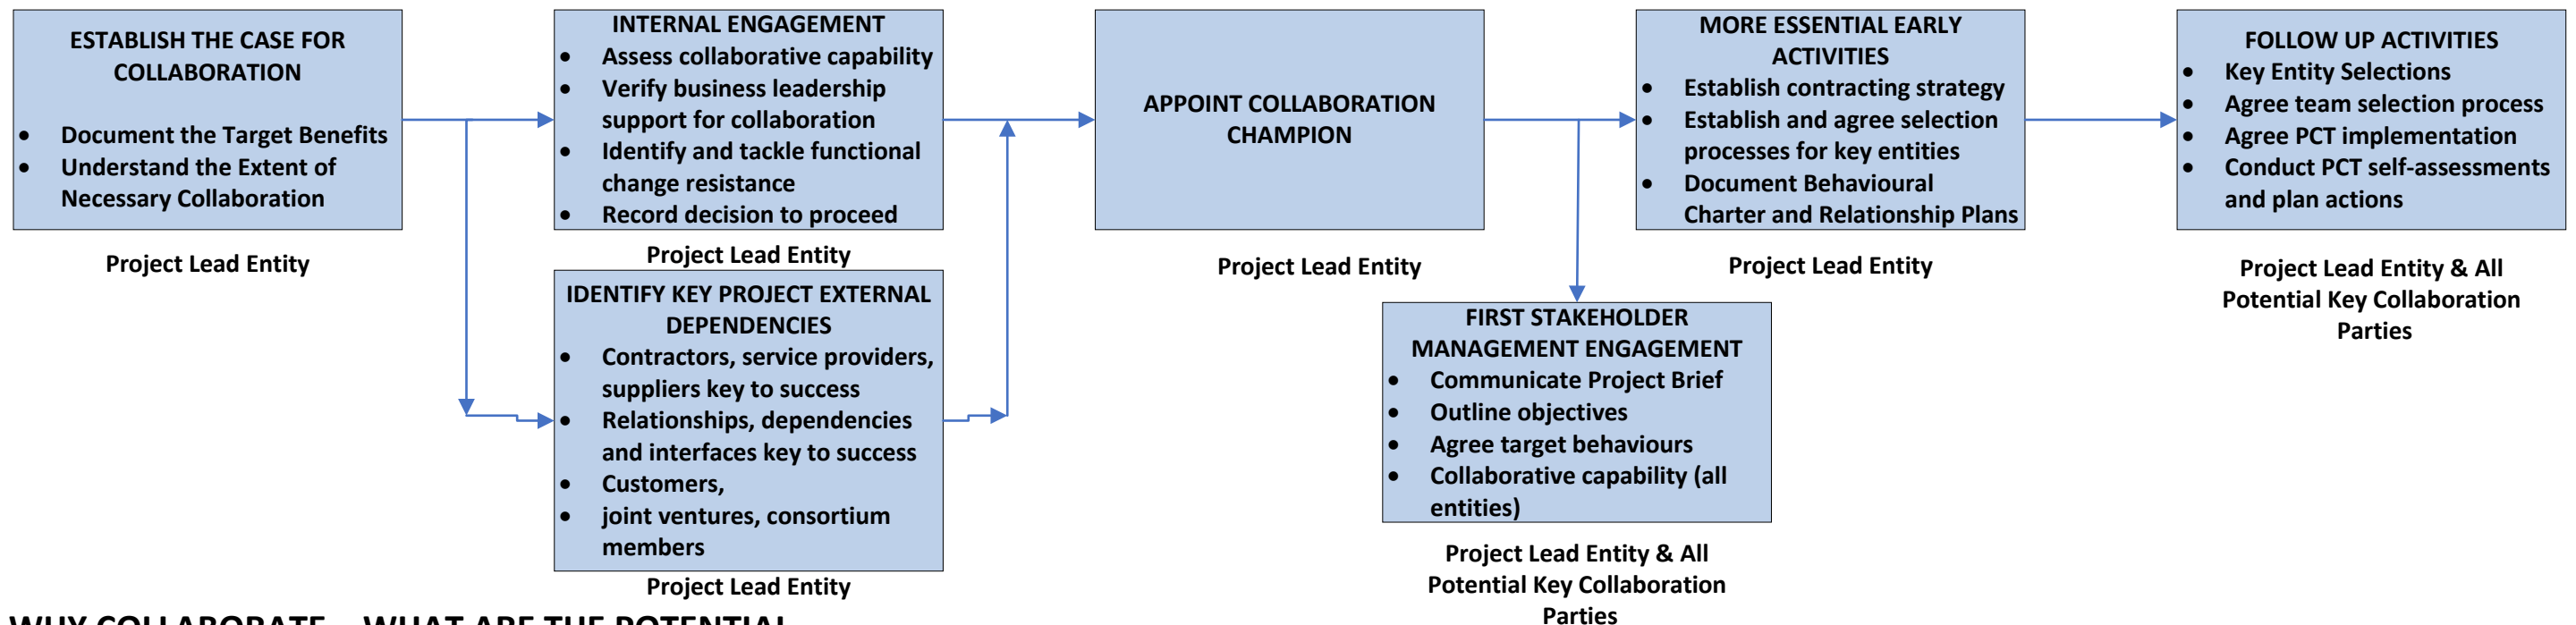 ESTABLISH THE CASE FOR
COLLABORATION
• Document the Target Benefits
• Understand the Extent of
Necessary Collaboration
Project Lead Entity
INTERNAL ENGAGEMENT
• Assess collaborative capability
• Verify business leadership
support for collaboration
• Identify and tackle functional
change resistance
• Record decision to proceed
Project Lead Entity
IDENTIFY KEY PROJECT EXTERNAL
DEPENDENCIES
• Contractors, service providers,
suppliers key to success
• Relationships, dependencies
and interfaces key to success
• Customers,
• joint ventures, consortium
members
Project Lead Entity
APPOINT COLLABORATION
CHAMPION
Project Lead Entity
MORE ESSENTIAL EARLY
ACTIVITIES
• Establish contracting strategy
• Establish and agree selection
processes for key entities
• Document Behavioural
Charter and Relationship Plans
Project Lead Entity
FIRST STAKEHOLDER
MANAGEMENT ENGAGEMENT
• Communicate Project Brief
• Outline objectives
• Agree target behaviours
• Collaborative capability (all
entities)
Project Lead Entity & All
Potential Key Collaboration
Parties
FOLLOW UP ACTIVITIES
• Key Entity Selections
• Agree team selection process
• Agree PCT implementation
• Conduct PCT self-assessments
and plan actions
Project Lead Entity & All
Potential Key Collaboration
Parties
WHY COLLABORATE – WHAT ARE THE POTENTIAL